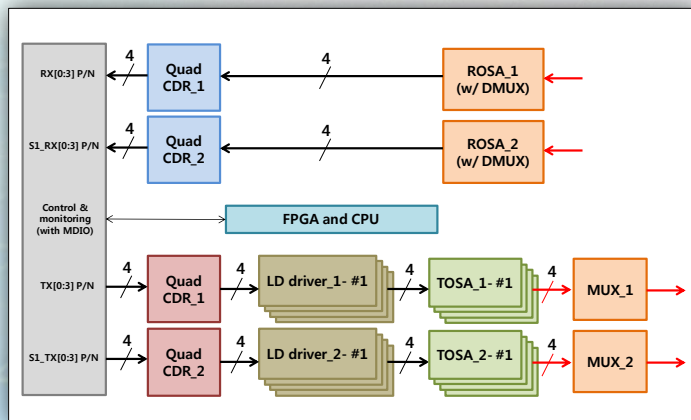 RX[0:3] P/N
4
Quad
CDR_1
4
ROSA_1
(w/ DMUX)
S1_RX[0:3] P/N
4
Quad
CDR_2
4
ROSA_2
(w/ DMUX)
Control &
monitoring
(with MDIO)
FPGA and CPU
TX[0:3] P/N
4
Quad
CDR_1
4
LD driver_1- #1
4
TOSA_1- #1
4
MUX_1
S1_TX[0:3] P/N
4
Quad
CDR_2
4
LD driver_2- #1
4
TOSA_2- #1
4
MUX_2